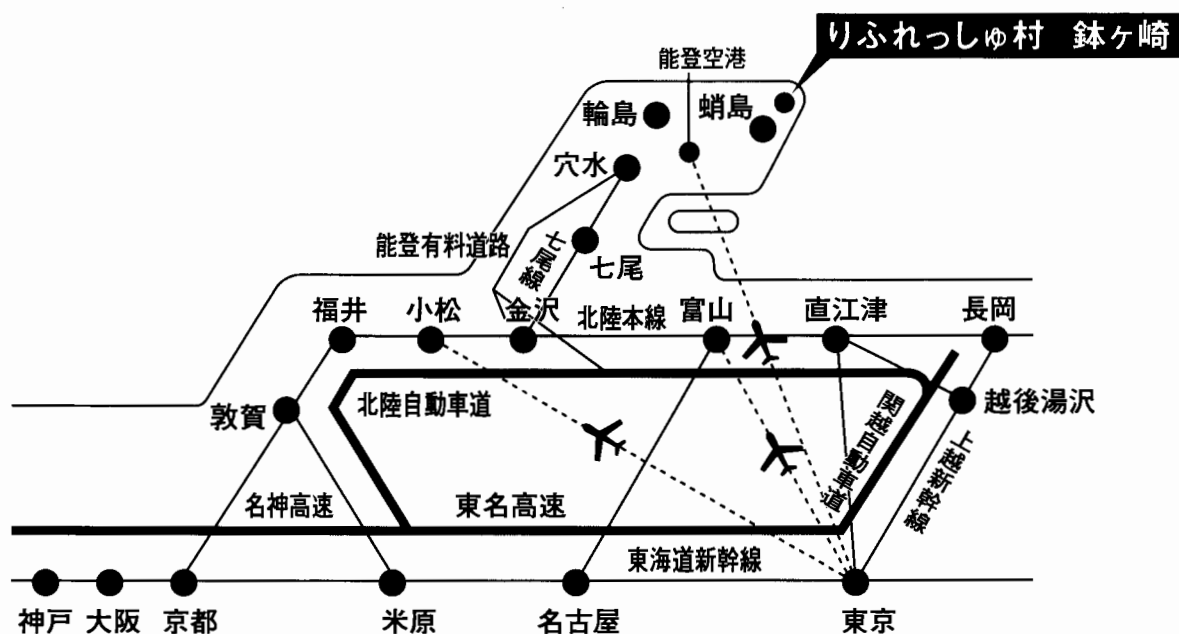 りふれっしゅ村 鉢ヶ崎
能登空港
輪島
蛸島
穴水
能登有料道路
七尾線
七尾
福井
小松
金沢
北陸本線
富山
直江津
長岡
敦賀
北陸自動車道
関越自動車道
越後湯沢
上越新幹線
名神高速
東名高速
東海道新幹線
神戸
大阪
京都
米原
名古屋
東京